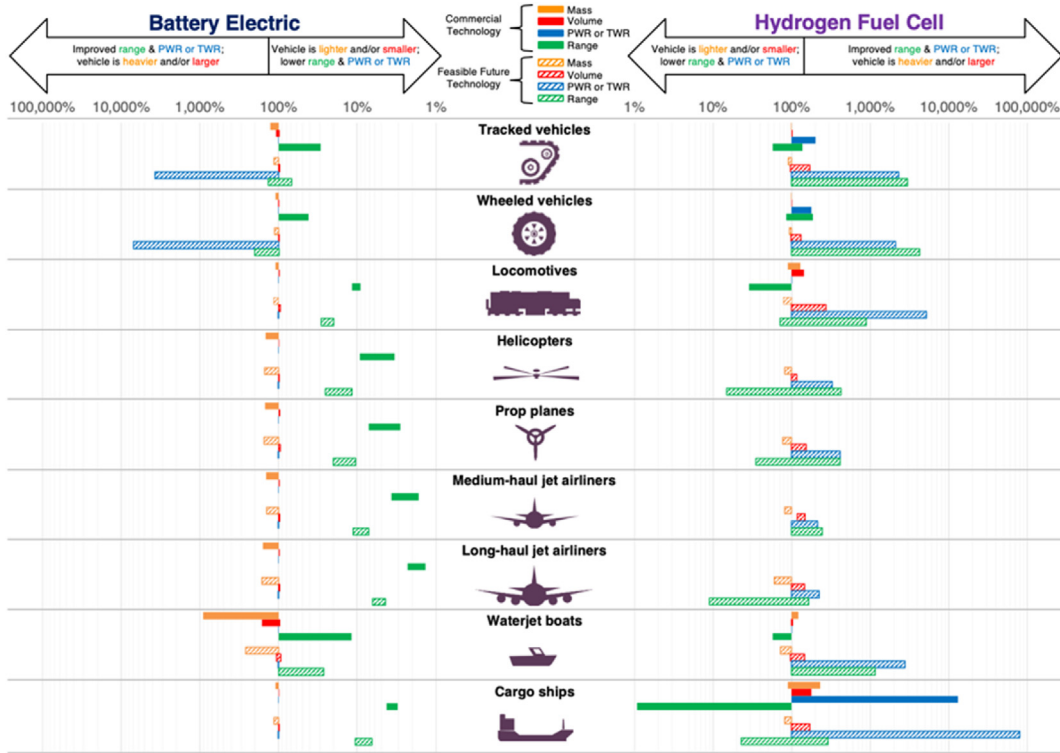 Battery Electric
Commercial Technology
Mass
Volume
PWR or TWR
Range
Hydrogen Fuel Cell
Improved range & PWR or TWR;
vehicle is heavier and/or larger
Vehicle is lighter and/or smaller;
lower range & PWR or TWR
Feasible Future
Technology
Mass
Volume
PWR or TWR
Range
Vehicle is lighter and/or smaller;
lower range & PWR or TWR
Improved range & PWR or TWR;
vehicle is heavier and/or larger
100,000% 10,000% 1,000% 100% 10% 1% 1% 10% 100% 1,000% 10,000% 100,000%
Tracked vehicles
Wheeled vehicles
Locomotives
Helicopters
Prop planes
Medium-haul jet airliners
Long-haul jet airliners
Waterjet boats
Cargo ships